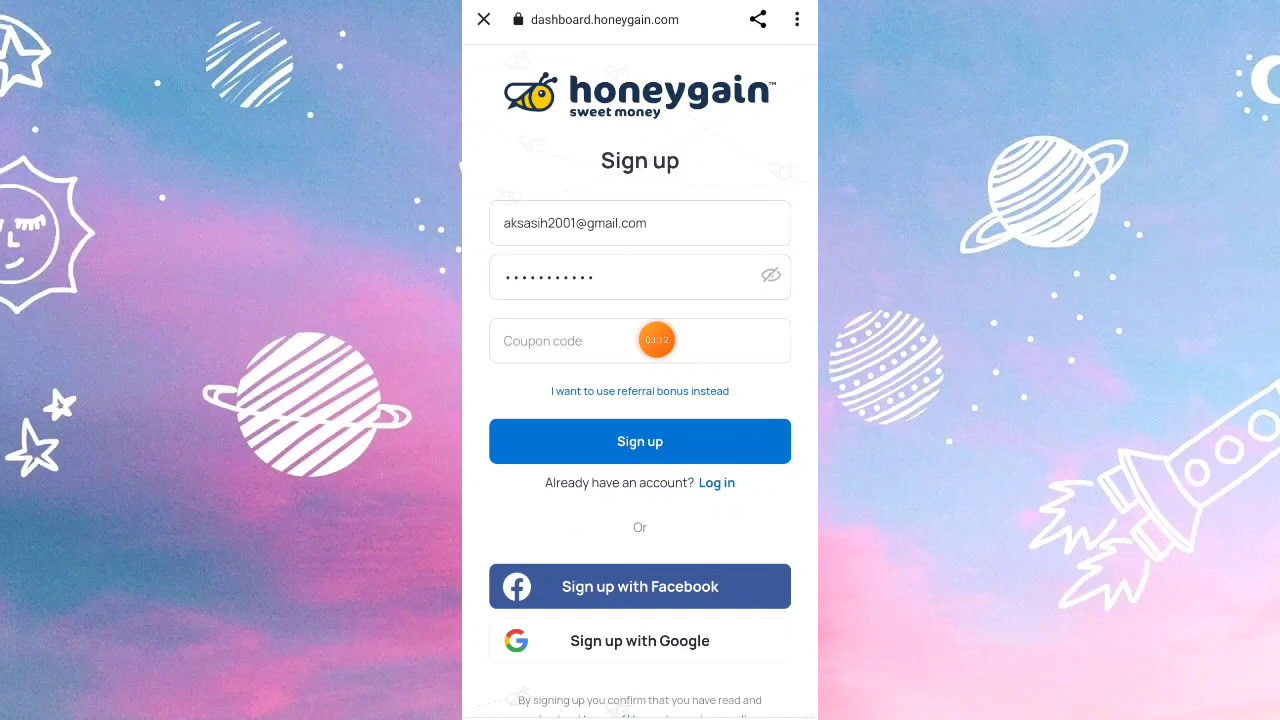 dashboard.honeygain.com
honeygain™
sweet money
Sign up
aksasih2001@gmail.com
Coupon code
03:12
I want to use referral bonus instead
Sign up
Already have an account? Log in
Or
Sign up with Facebook
Sign up with Google
By signing up you confirm that you have read and